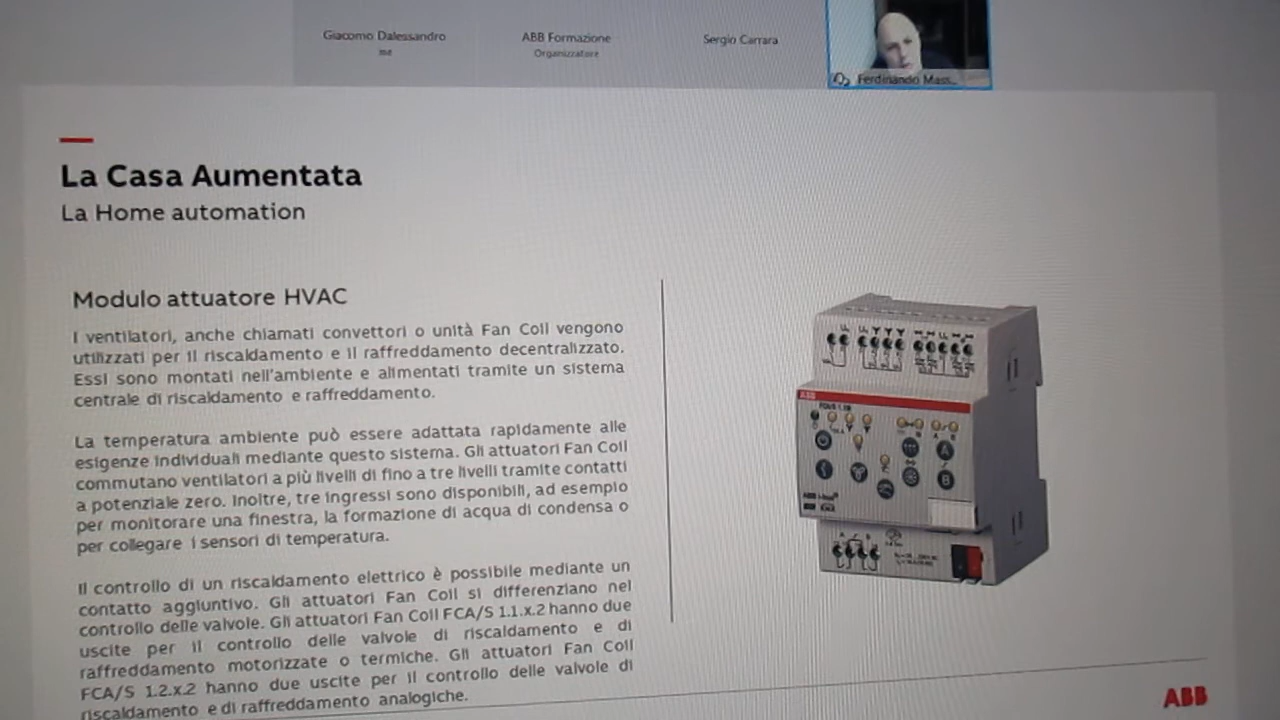 Giacomo Dalessandro
me
ABB Formazione
Organizzatore
Sergio Carrara
Ferdinando Mass...
La Casa Aumentata
La Home automation
Modulo attuatore HVAC
I ventilatori, anche chiamati convettori o unità Fan Coil vengono
utilizzati per il riscaldamento e il raffreddamento decentralizzato.
Essi sono montati nell'ambiente e alimentati tramite un sistema
centrale di riscaldamento e raffreddamento.
La temperatura ambiente può essere adattata rapidamente alle
esigenze individuali mediante questo sistema. Gli attuatori Fan Coil
commutano ventilatori a più livelli di fino a tre livelli tramite contatti
a potenziale zero. Inoltre, tre ingressi sono disponibili, ad esempio
per monitorare una finestra, la formazione di acqua di condensa o
per collegare i sensori di temperatura.
Il controllo di un riscaldamento elettrico è possibile mediante un
contatto aggiuntivo. Gli attuatori Fan Coil si differenziano nel
controllo delle valvole. Gli attuatori Fan Coil FCA/S 1.1.x.2 hanno due
uscite per il controllo delle valvole di riscaldamento e di
raffreddamento motorizzate o termiche. Gli attuatori Fan Coil
FCA/S 1.2.x.2 hanno due uscite per il controllo delle valvole di
riscaldamento e di raffreddamento analogiche.
ABB
A
B
ABB